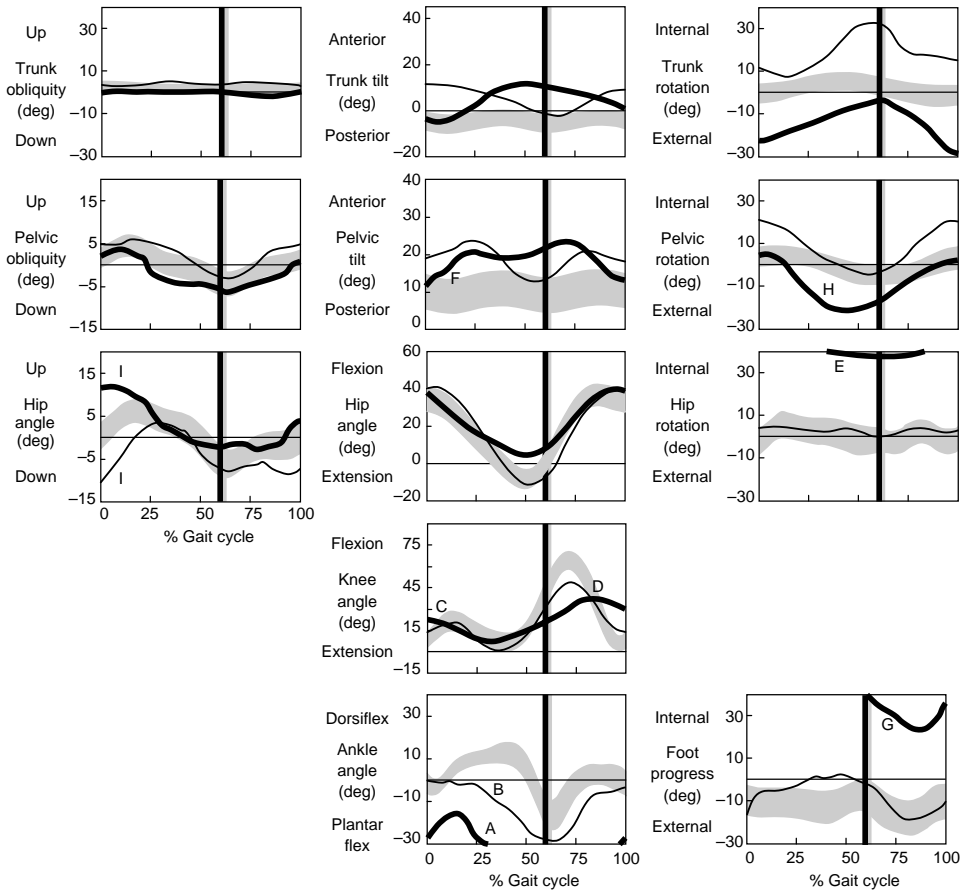 Up
Trunk
obliquity
(deg)
Down
40
10
0
–10
–30
Anterior
Trunk tilt
(deg)
Posterior
40
20
0
–20
Internal
Trunk
rotation
(deg)
External
30
10
–10
–30
Up
Pelvic
obliquity
(deg)
Down
15
5
–5
–15
Anterior
Pelvic
tilt
(deg)
Posterior
40
30
20
10
0
F
Internal
Pelvic
rotation
(deg)
External
30
10
–10
–30
H
Up
Hip
angle
(deg)
Down
15
5
–5
–15
I
I
0 25 50 75 100
% Gait cycle
Flexion
Hip
angle
(deg)
Extension
60
40
20
0
–20
Internal
Hip
rotation
(deg)
External
30
10
–10
–30
E
Flexion
Knee
angle
(deg)
Extension
75
45
15
–15
C
D
Dorsiflex
Ankle
angle
(deg)
Plantar
flex
30
10
–10
–30
B
A
0 25 50 75 100
% Gait cycle
Internal
Foot
progress
(deg)
External
30
10
–10
–30
G
0 25 50 75 100
% Gait cycle